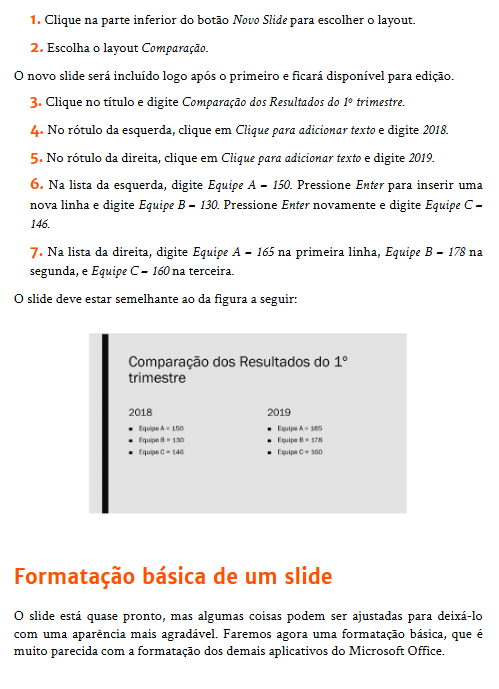 1. Clique na parte inferior do botão Novo Slide para escolher o layout.
2. Escolha o layout Comparação.
O novo slide será incluído logo após o primeiro e ficará disponível para edição.
3. Clique no título e digite Comparação dos Resultados do 1º trimestre.
4. No rótulo da esquerda, clique em Clique para adicionar texto e digite 2018.
5. No rótulo da direita, clique em Clique para adicionar texto e digite 2019.
6. Na lista da esquerda, digite Equipe A – 150. Pressione Enter para inserir uma
nova linha e digite Equipe B – 130. Pressione Enter novamente e digite Equipe C –
146.
7. Na lista da direita, digite Equipe A – 165 na primeira linha, Equipe B – 178 na
segunda, e Equipe C – 160 na terceira.
O slide deve estar semelhante ao da figura a seguir:
Comparação dos Resultados do 1º
trimestre
2018 2019
▪ Equipe A = 150 ▪ Equipe A = 165
▪ Equipe B = 130 ▪ Equipe B = 178
▪ Equipe C = 146 ▪ Equipe C = 160
Formatação básica de um slide
O slide está quase pronto, mas algumas coisas podem ser ajustadas para deixá-lo
com uma aparência mais agradável. Faremos agora uma formatação básica, que é
muito parecida com a formatação dos demais aplicativos do Microsoft Office.